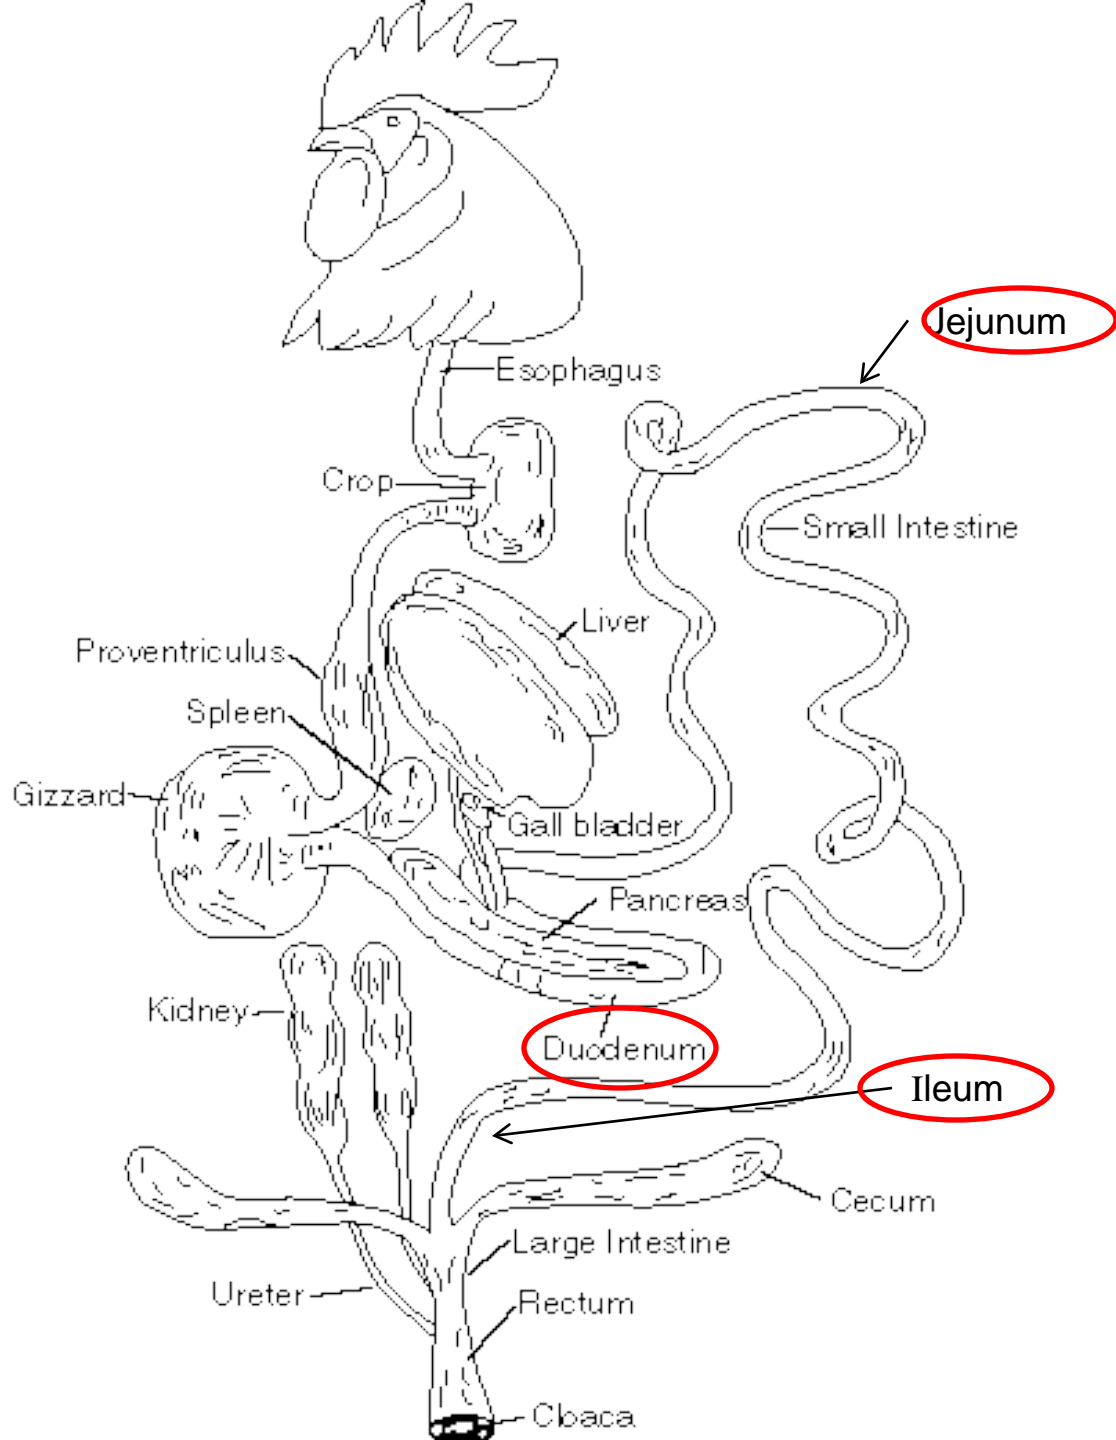 Jejunum
Esophagus
Crop
Small Intestine
Liver
Proventriculus
Spleen
Gizzard
Gall bladder
Pancreas
Kidney
Duodenum
Ileum
Cecum
Large Intestine
Ureter
Rectum
Cloaca